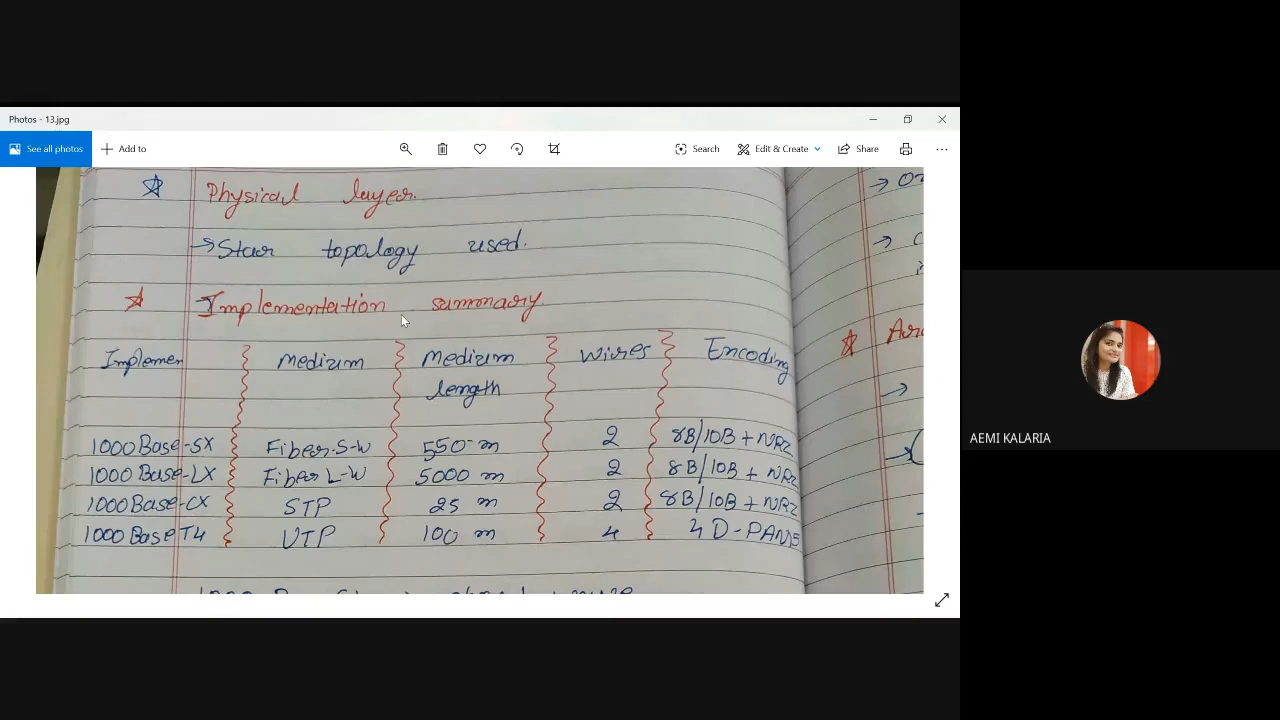 Photos - 13.jpg
See all photos
Add to
Search
Edit & Create
Share
Physical layer.
→ Star topology used.
Implementation summary
Implemen Medium Medium length Wires Encoding
1000Base-SX Fiber S-W 550 m 2 8B/10B + NRZ
1000Base-LX Fiber L-W 5000 m 2 8B/10B + NRZ
1000Base-CX STP 25 m 2 8B/10B + NRZ
1000Base T4 UTP 100 m 4 4D-PAM5
AEMI KALARIA